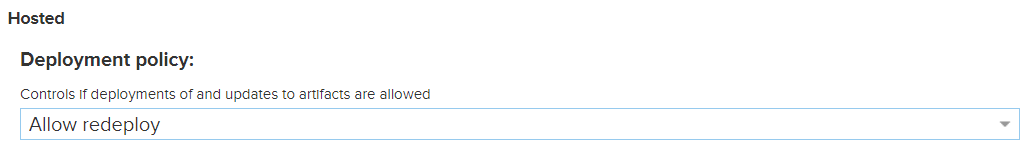 Hosted
Deployment policy:
Controls if deployments of and updates to artifacts are allowed
Allow redeploy